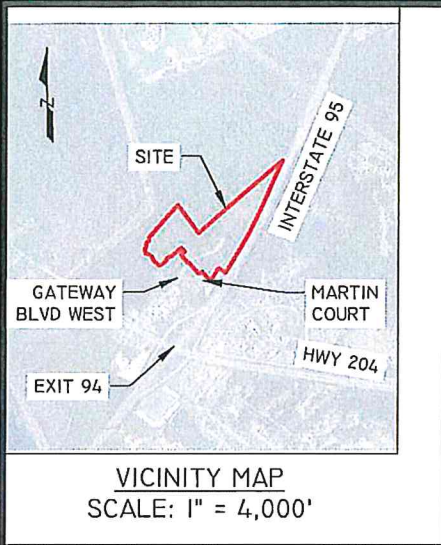 N
SITE
INTERSTATE 95
GATEWAY
BLVD WEST
MARTIN
COURT
HWY 204
EXIT 94
VICINITY MAP
SCALE: 1" = 4,000'